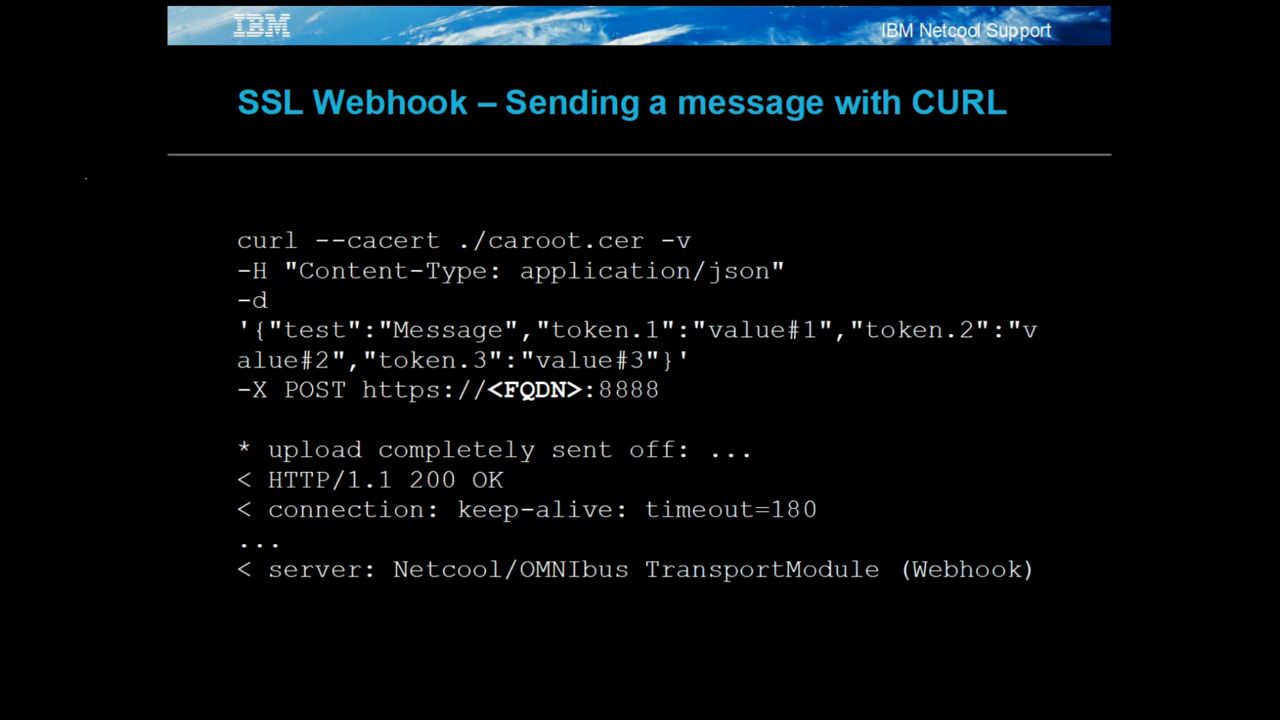 IBM
IBM Netcool Support
SSL Webhook – Sending a message with CURL
curl --cacert ./caroot.cer -v
-H "Content-Type: application/json"
-d
'{"test":"Message","token.1":"value#1","token.2":"v
alue#2","token.3":"value#3"}'
-X POST https://<FQDN>:8888
* upload completely sent off: ...
< HTTP/1.1 200 OK
< connection: keep-alive: timeout=180
...
< server: Netcool/OMNIbus TransportModule (Webhook)